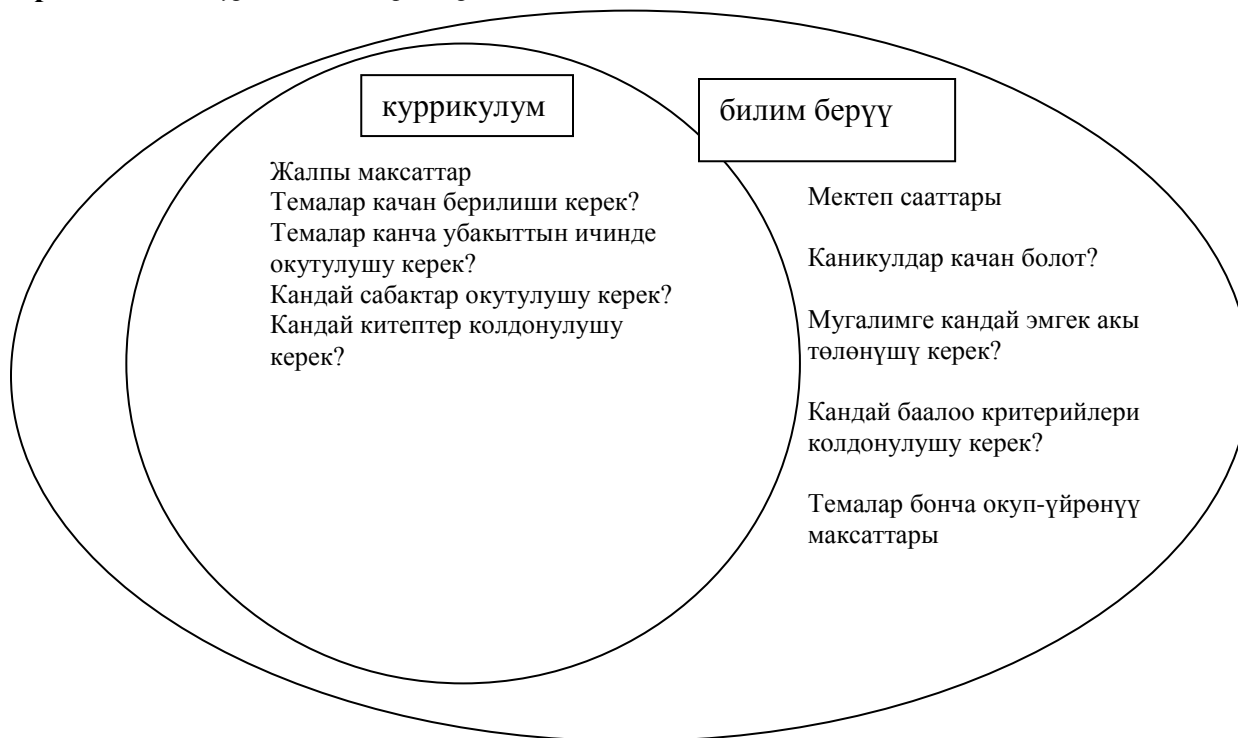 куррикулум
Жалпы максаттар
Темалар качан берилиши керек?
Темалар канча убакыттын ичинде
окутулушу керек?
Кандай сабактар окутулушу керек?
Кандай китептер колдонулушу
керек?
билим берүү
Мектеп сааттары
Каникулдар качан болот?
Мугалимге кандай эмгек акы
төлөнүшү керек?
Кандай баалоо критерийлери
колдонулушу керек?
Темалар бонча окуп-үйрөнүү
максаттары